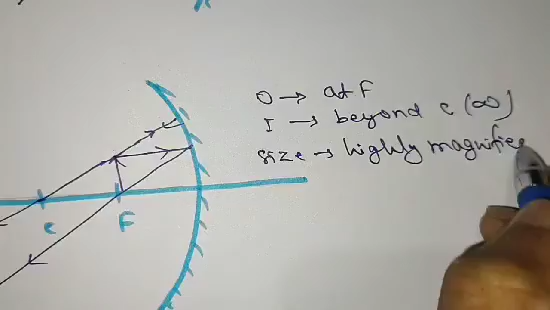 O → at F
I → beyond c (∞)
size → highly magnifie
C
F